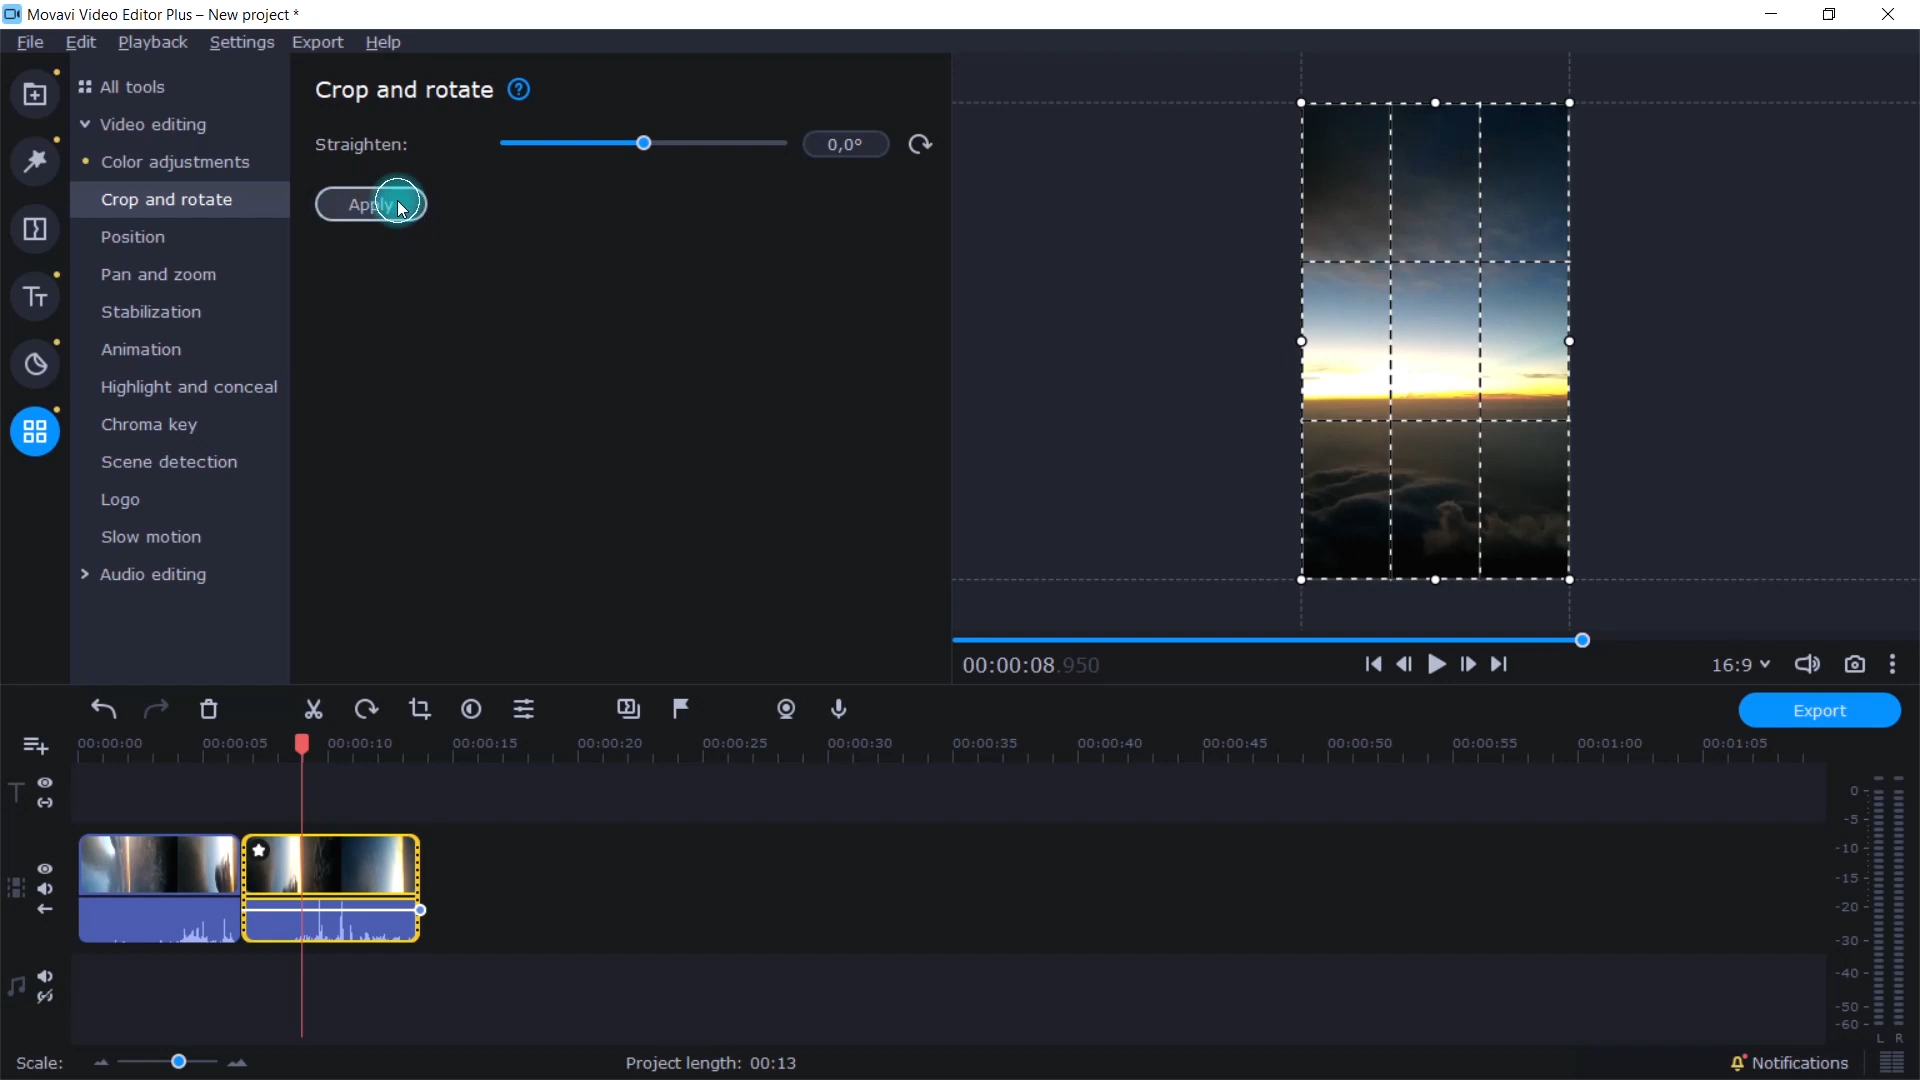 Movavi Video Editor Plus – New project *
File Edit Playback Settings Export Help
All tools
Video editing
Color adjustments
Crop and rotate
Position
Pan and zoom
Stabilization
Animation
Highlight and conceal
Chroma key
Scene detection
Logo
Slow motion
Audio editing
Crop and rotate ?
Straighten: 0,0°
Apply
00:00:08.950
16:9
Export
00:00:00 00:00:05 00:00:10 00:00:15 00:00:20 00:00:25 00:00:30 00:00:35 00:00:40 00:00:45 00:00:50 00:00:55 00:01:00 00:01:05
0
-5
-10
-15
-20
-30
-40
-50
-60
L R
Scale:
Project length: 00:13
Notifications